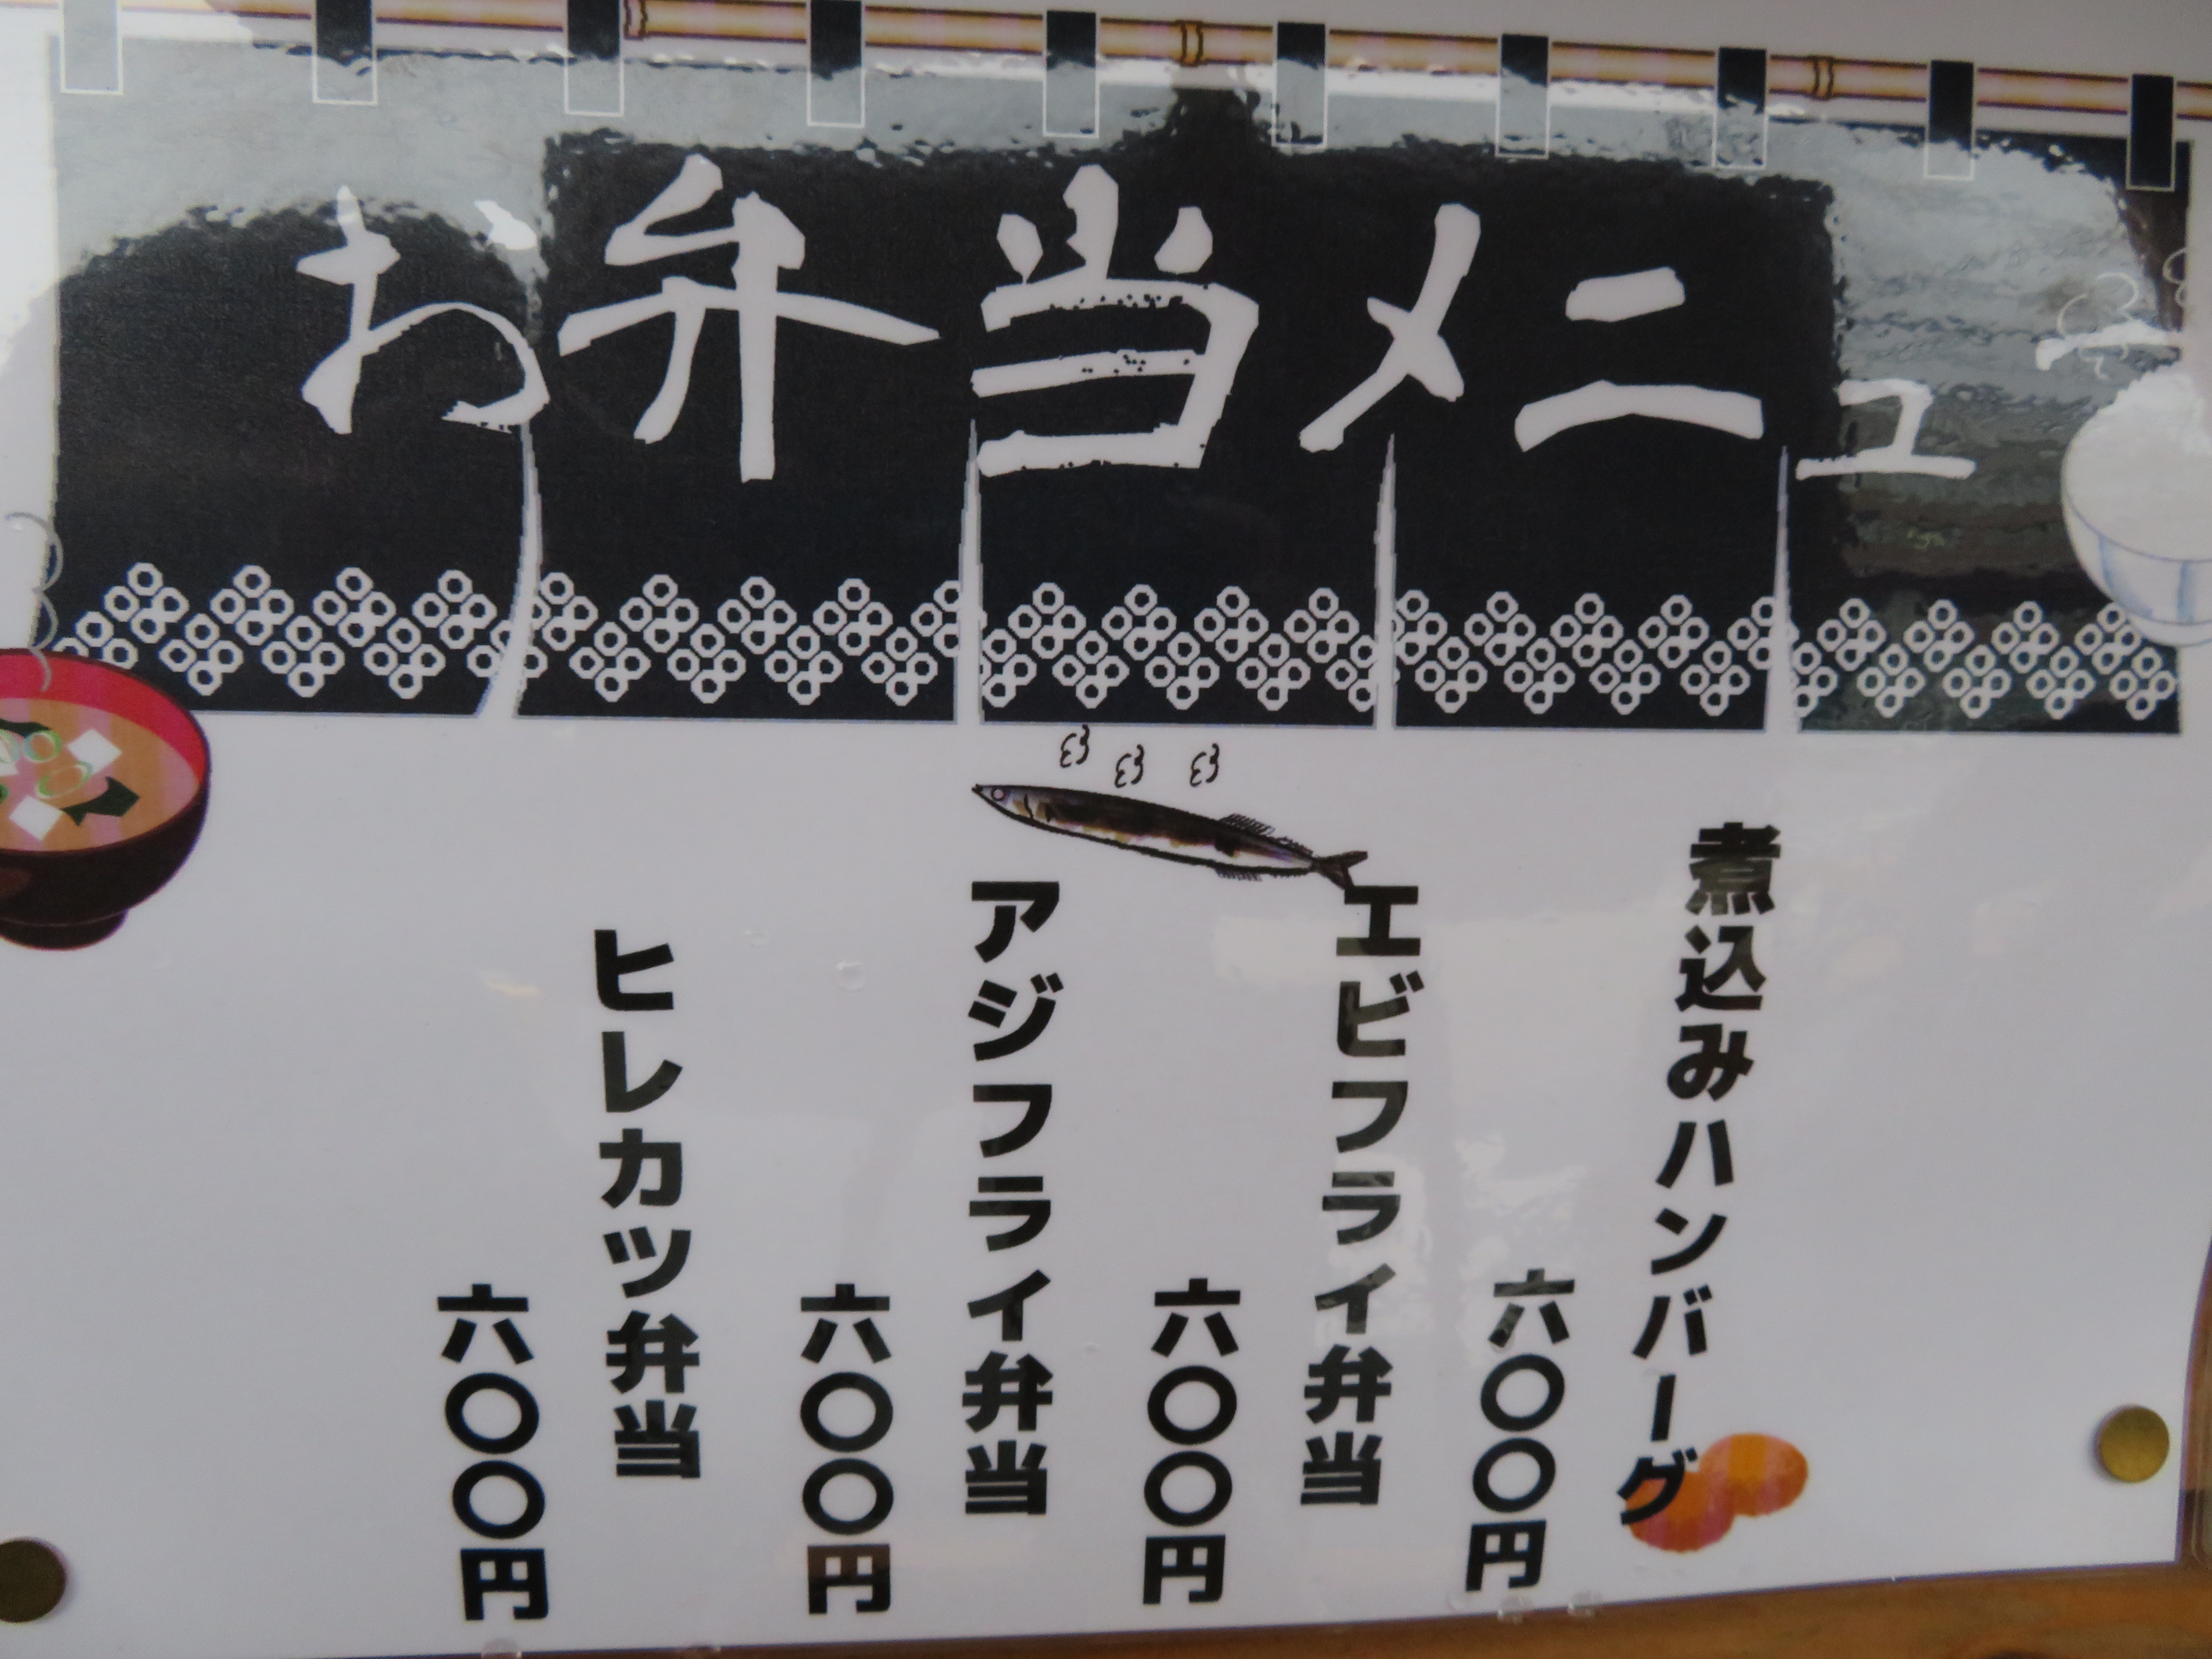 お弁当メニュー
煮込みハンバーグ
六〇〇円
エビフライ弁当
六〇〇円
アジフライ弁当
六〇〇円
ヒレカツ弁当
六〇〇円